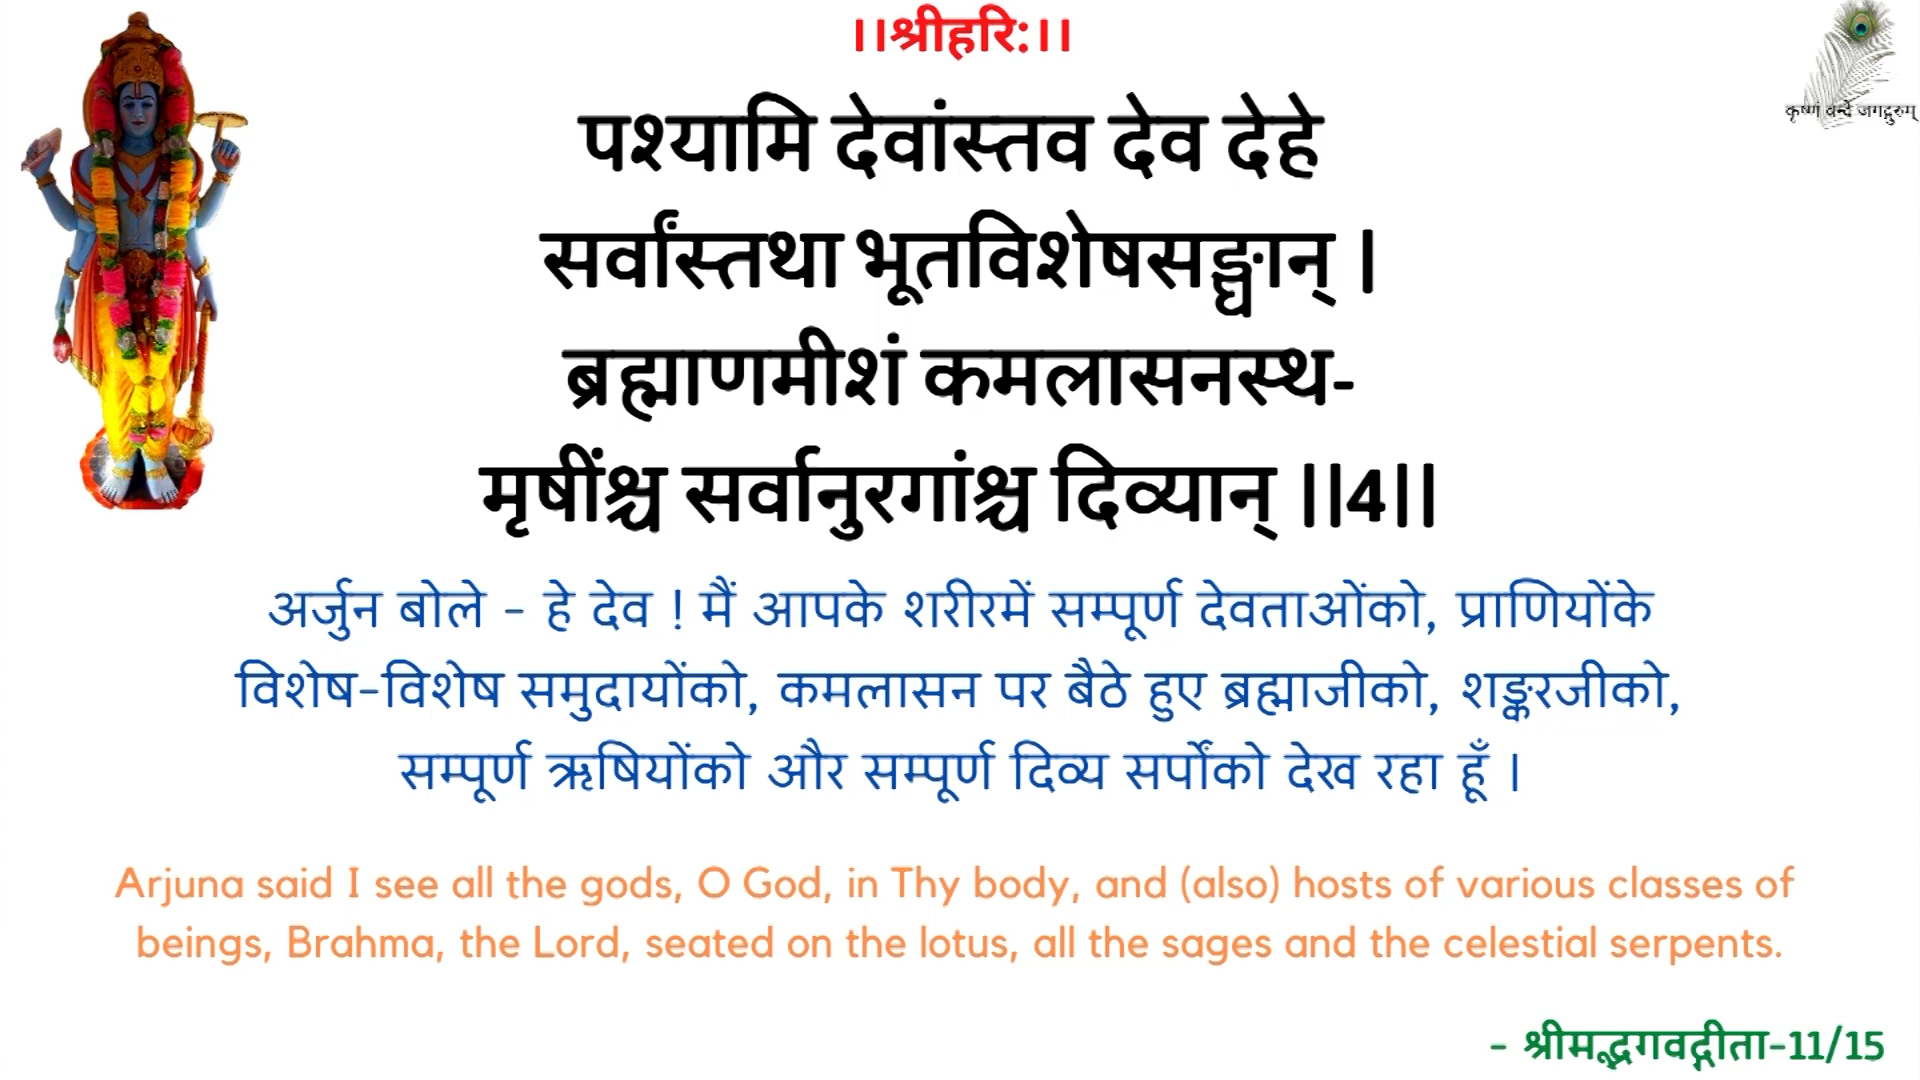 ।।श्रीहरि:।।
कृष्णं वन्दे जगद्गुरुम्
पश्यामि देवांस्तव देव देहे
सर्वांस्तथा भूतविशेषसङ्घान् |
ब्रह्माणमीशं कमलासनस्थ-
मृषींश्च सर्वानुरगांश्च दिव्यान् ||4||
अर्जुन बोले - हे देव ! मैं आपके शरीरमें सम्पूर्ण देवताओंको, प्राणियोंके
विशेष-विशेष समुदायोंको, कमलासन पर बैठे हुए ब्रह्माजीको, शङ्करजीको,
सम्पूर्ण ऋषियोंको और सम्पूर्ण दिव्य सर्पोंको देख रहा हूँ ।
Arjuna said I see all the gods, O God, in Thy body, and (also) hosts of various classes of
beings, Brahma, the Lord, seated on the lotus, all the sages and the celestial serpents.
- श्रीमद्भगवद्गीता-11/15